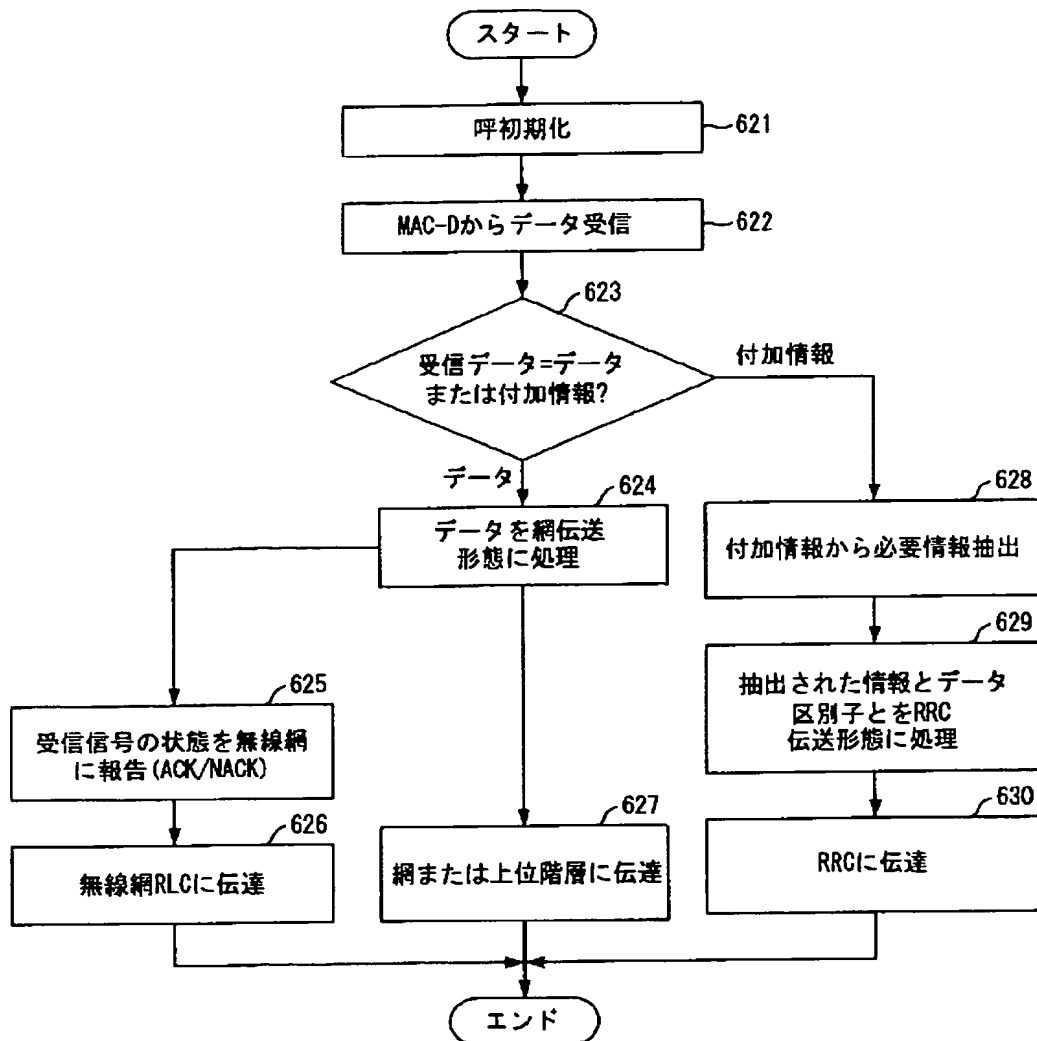 スタート
呼初期化
621
MAC-Dからデータ受信
622
623
受信データ=データ
または付加情報?
付加情報
データ
624
データを網伝送
形態に処理
628
付加情報から必要情報抽出
629
抽出された情報とデータ
区別子とをRRC
伝送形態に処理
625
受信信号の状態を無線網
に報告(ACK/NACK)
626
無線網RLCに伝達
627
網または上位階層に伝達
630
RRCに伝達
エンド